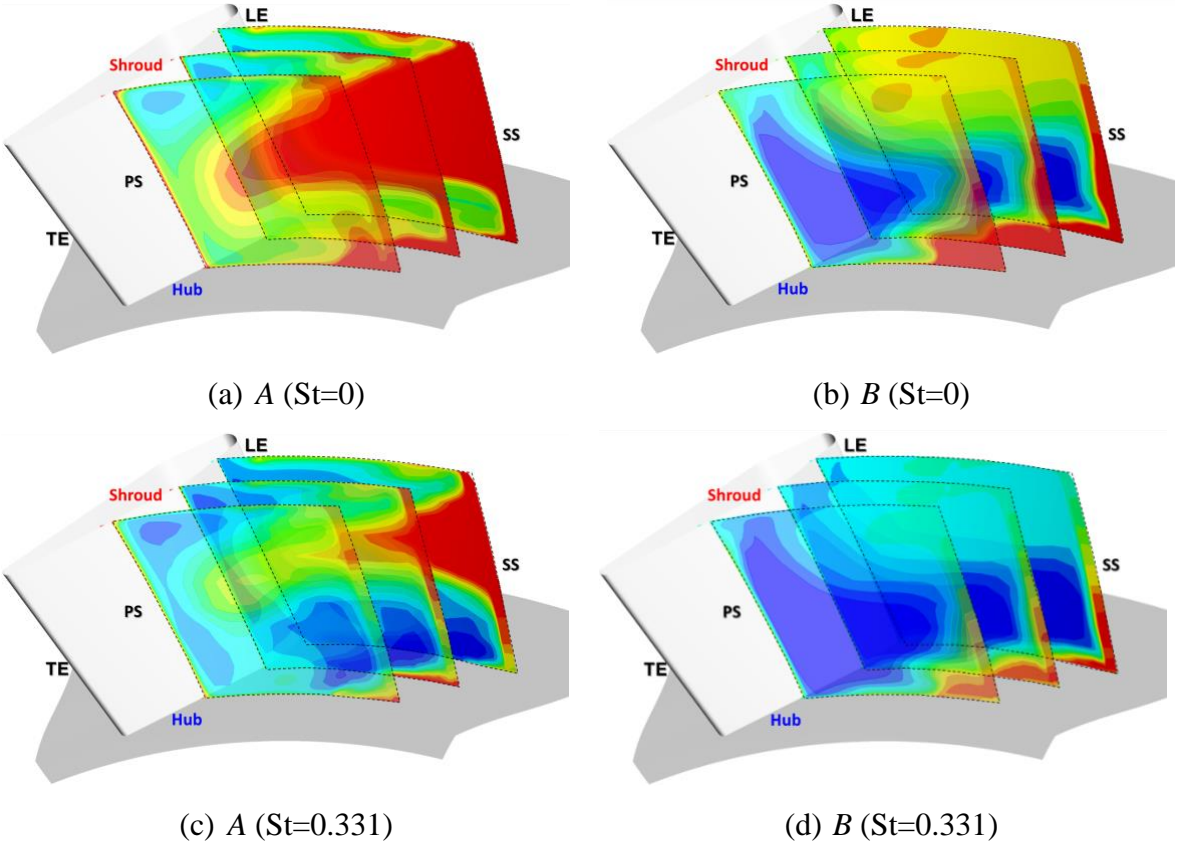 LE
Shroud
SS
PS
TE
Hub
(a) A (St=0)
LE
Shroud
SS
PS
TE
Hub
(b) B (St=0)
LE
Shroud
SS
PS
TE
Hub
(c) A (St=0.331)
LE
Shroud
SS
PS
TE
Hub
(d) B (St=0.331)